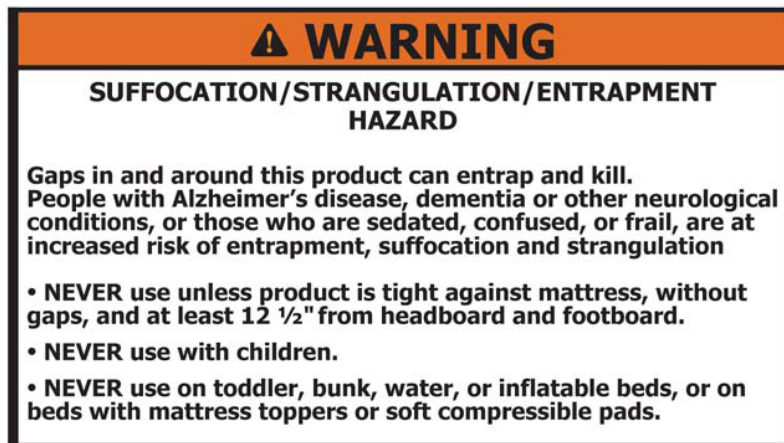 ⚠ WARNING
SUFFOCATION/STRANGULATION/ENTRAPMENT
HAZARD
Gaps in and around this product can entrap and kill.
People with Alzheimer's disease, dementia or other neurological
conditions, or those who are sedated, confused, or frail, are at
increased risk of entrapment, suffocation and strangulation
• NEVER use unless product is tight against mattress, without
gaps, and at least 12 ½" from headboard and footboard.
• NEVER use with children.
• NEVER use on toddler, bunk, water, or inflatable beds, or on
beds with mattress toppers or soft compressible pads.